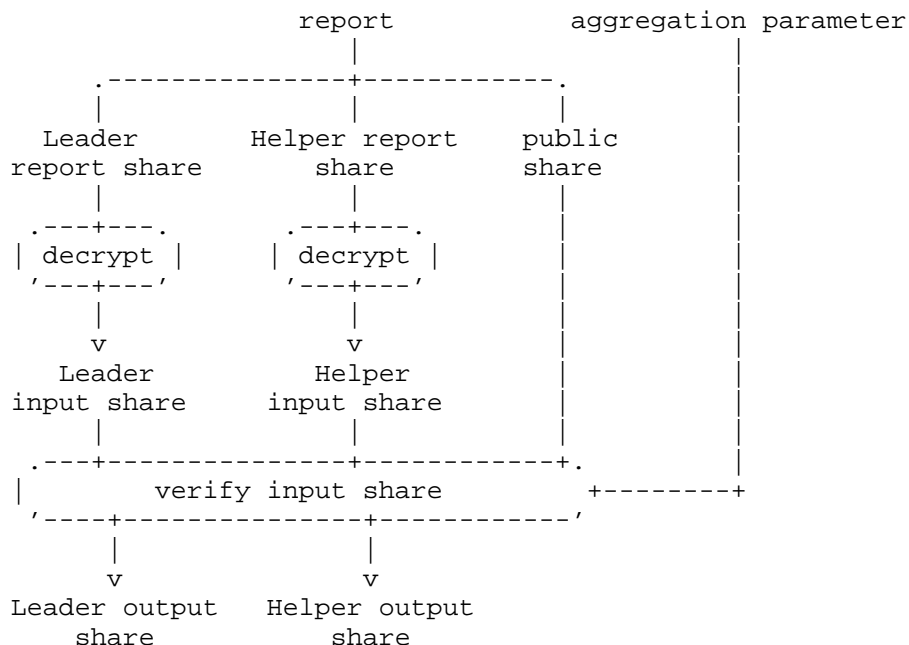 report aggregation parameter
Leader Helper report public
report share share share
decrypt decrypt
Leader Helper
input share input share
verify input share
Leader output Helper output
share share